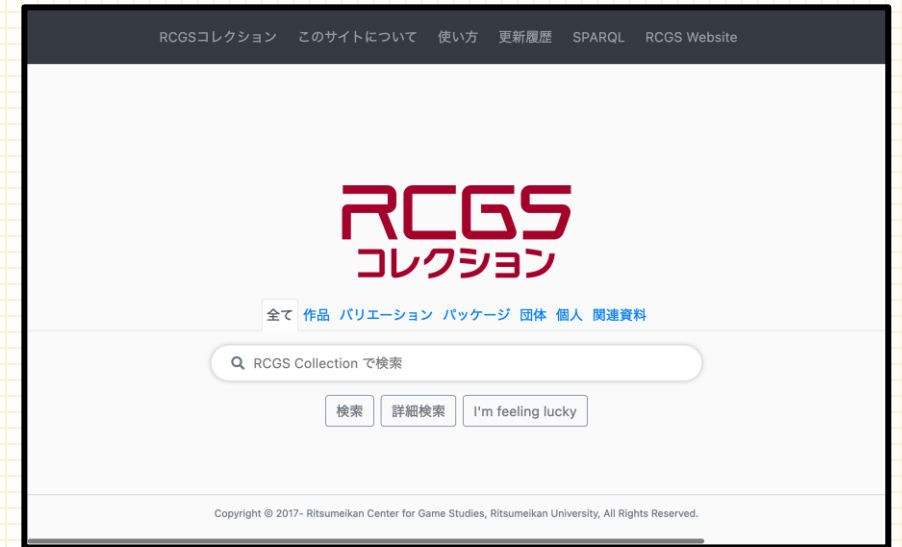 RCGSコレクション このサイトについて 使い方 更新履歴 SPARQL RCGS Website
RCGS
コレクション
全て 作品 バリエーション パッケージ 団体 個人 関連資料
RCGS Collection で検索
検索 詳細検索 I'm feeling lucky
Copyright © 2017- Ritsumeikan Center for Game Studies, Ritsumeikan University, All Rights Reserved.